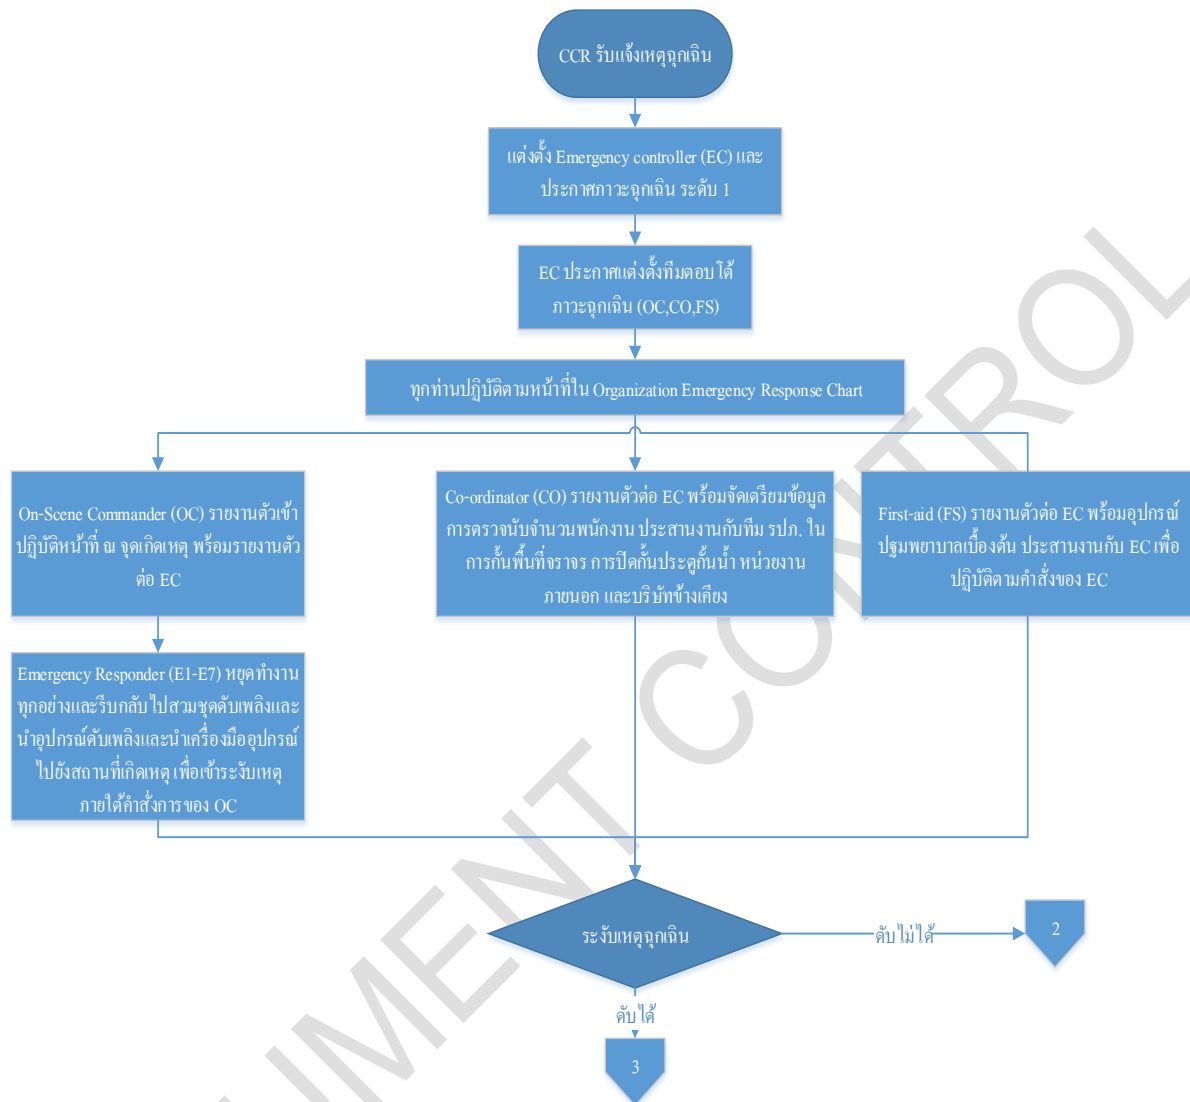 CCR รับแจ้งเหตุฉุกเฉิน
แต่งตั้ง Emergency controller (EC) และ
ประกาศภาวะฉุกเฉิน ระดับ 1
EC ประกาศแต่งตั้งทีมตอบโต้
ภาวะฉุกเฉิน (OC,CO,FS)
ทุกท่านปฏิบัติตามหน้าที่ใน Organization Emergency Response Chart
On-Scene Commander (OC) รายงานตัวเข้า
ปฏิบัติหน้าที่ ณ จุดเกิดเหตุ พร้อมรายงานตัว
ต่อ EC
Co-ordinator (CO) รายงานตัวต่อ EC พร้อมจัดเตรียมข้อมูล
การตรวจนับจำนวนพนักงาน ประสานงานกับทีม รปภ. ใน
การกั้นพื้นที่จราจร การปิดกั้นประตูกั้นน้ำ หน่วยงาน
ภายนอก และบริษัทข้างเคียง
First-aid (FS) รายงานตัวต่อ EC พร้อมอุปกรณ์
ปฐมพยาบาลเบื้องต้น ประสานงานกับ EC เพื่อ
ปฏิบัติตามคำสั่งของ EC
Emergency Responder (E1-E7) หยุดทำงาน
ทุกอย่างและรีบกลับไปสวมชุดดับเพลิงและ
นำอุปกรณ์ดับเพลิงและนำเครื่องมืออุปกรณ์
ไปยังสถานที่เกิดเหตุ เพื่อเข้าระงับเหตุ
ภายใต้คำสั่งการของ OC
ระงับเหตุฉุกเฉิน
ดับไม่ได้
2
ดับได้
3
UMENT CONTROL